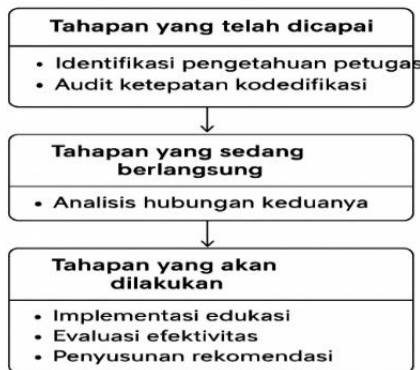 Tahapan yang telah dicapai
• Identifikasi pengetahuan petugas
• Audit ketepatan kodedifikasi
Tahapan yang sedang
berlangsung
• Analisis hubungan keduanya
Tahapan yang akan
dilakukan
• Implementasi edukasi
• Evaluasi efektivitas
• Penyusunan rekomendasi